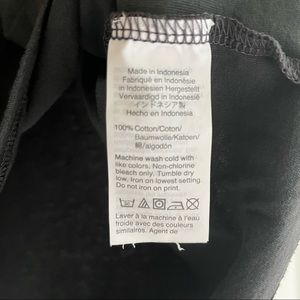 Made in Indonesia
Fabriqué en Indonésie
in Indonesien Hergestellt
Vervaardigd in Indonesië
インドネシア製
Hecho en Indonesia
100% Cotton/Coton/
Baumwolle/Katoen/
綿/algodón
Machine wash cold with
like colors. Non-chlorine
bleach only. Tumble dry
low. Iron on lowest setting.
Do not iron on print.
Laver à la machine à l'eau
froide avec des couleurs
similaires. Agent de